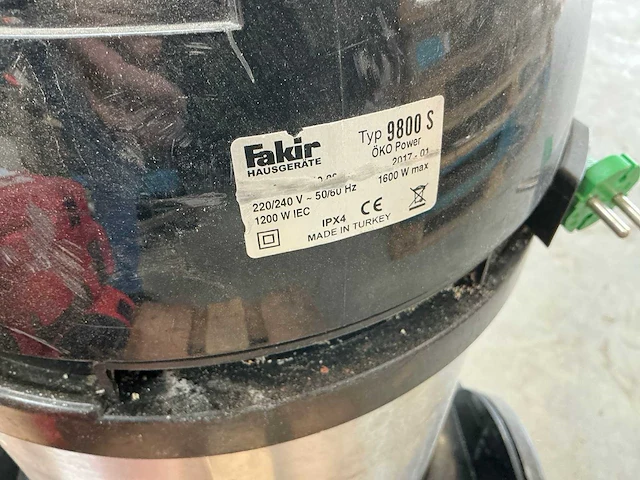 Fakir
HAUSGERÄTE
Typ 9800 S
ÖKO Power
2017 - 01
220/240 V ~ 50/60 Hz
1600 W max
1200 W IEC
IPX4
CE
MADE IN TURKEY